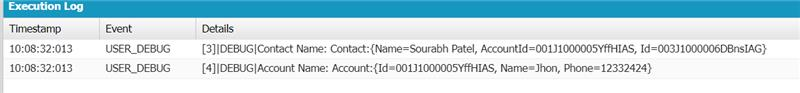 Execution Log
Timestamp Event Details
10:08:32:013 USER_DEBUG [3]|DEBUG|Contact Name: Contact:{Name=Sourabh Patel, AccountId=001J1000005YffHIAS, Id=003J1000006DBnsIAG}
10:08:32:013 USER_DEBUG [4]|DEBUG|Account Name: Account:{Id=001J1000005YffHIAS, Name=Jhon, Phone=12332424}